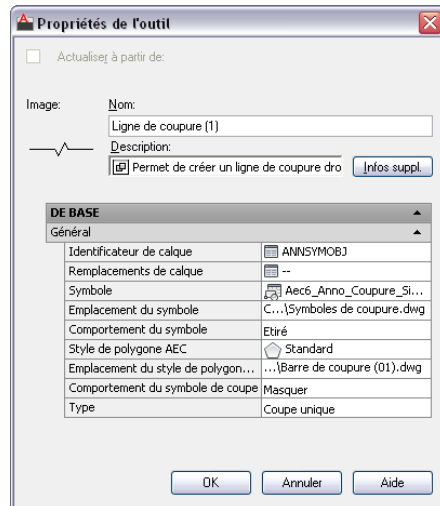 Propriétés de l'outil
Actualiser à partir de:
Image:
Nom:
Ligne de coupure (1)
Description:
Permet de créer un ligne de coupure dro
Infos suppl.
DE BASE
Général
Identificateur de calque ANNSYMOBJ
Remplacements de calque --
Symbole Aec6_Anno_Coupure_Si...
Emplacement du symbole C...\Symboles de coupure.dwg
Comportement du symbole Etiré
Style de polygone AEC Standard
Emplacement du style de polygon... ...\Barre de coupure (01).dwg
Comportement du symbole de coupe Masquer
Type Coupe unique
OK Annuler Aide